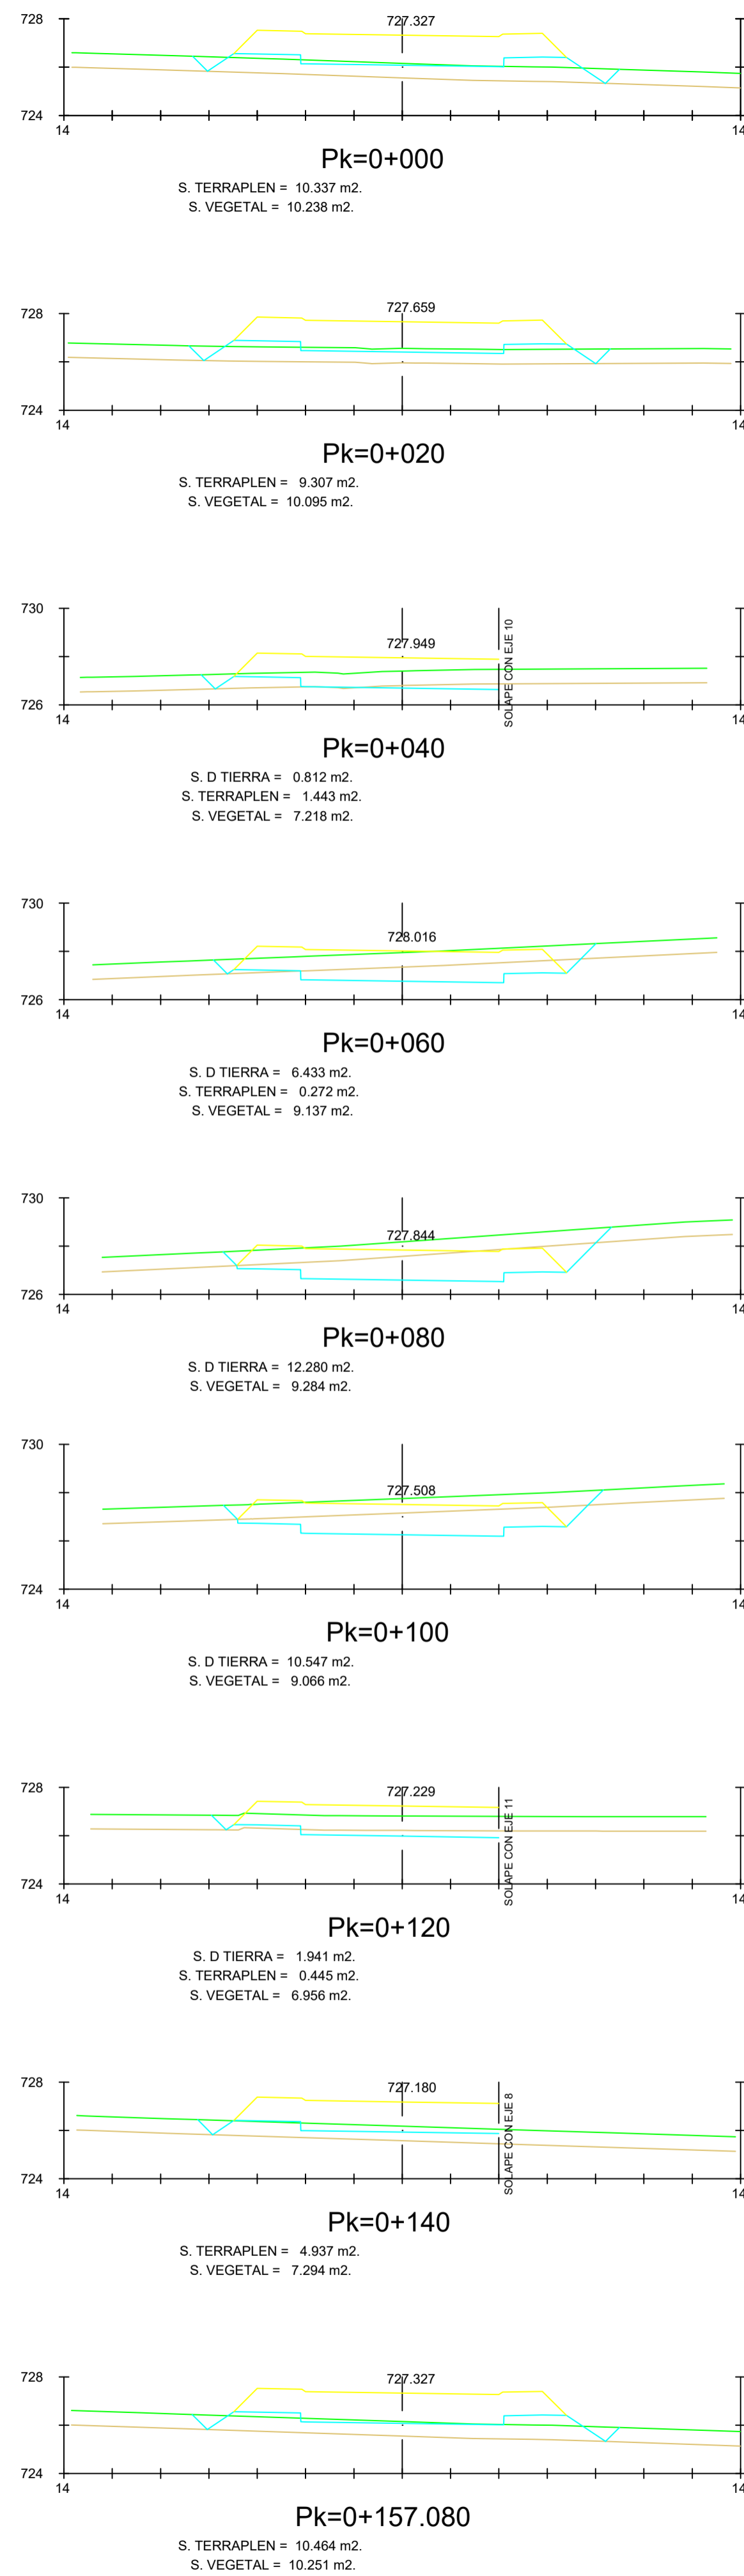 728
727.327
724
14
14
Pk=0+000
S. TERRAPLEN = 10.337 m2.
S. VEGETAL = 10.238 m2.
728
727.659
724
14
14
Pk=0+020
S. TERRAPLEN = 9.307 m2.
S. VEGETAL = 10.095 m2.
730
727.949
SOLAPE CON EJE 10
726
14
14
Pk=0+040
S. D TIERRA = 0.812 m2.
S. TERRAPLEN = 1.443 m2.
S. VEGETAL = 7.218 m2.
730
728.016
726
14
14
Pk=0+060
S. D TIERRA = 6.433 m2.
S. TERRAPLEN = 0.272 m2.
S. VEGETAL = 9.137 m2.
730
727.844
726
14
14
Pk=0+080
S. D TIERRA = 12.280 m2.
S. VEGETAL = 9.284 m2.
730
727.508
724
14
14
Pk=0+100
S. D TIERRA = 10.547 m2.
S. VEGETAL = 9.066 m2.
728
727.229
SOLAPE CON EJE 11
724
14
14
Pk=0+120
S. D TIERRA = 1.941 m2.
S. TERRAPLEN = 0.445 m2.
S. VEGETAL = 6.956 m2.
728
727.180
SOLAPE CON EJE 8
724
14
14
Pk=0+140
S. TERRAPLEN = 4.937 m2.
S. VEGETAL = 7.294 m2.
728
727.327
724
14
14
Pk=0+157.080
S. TERRAPLEN = 10.464 m2.
S. VEGETAL = 10.251 m2.